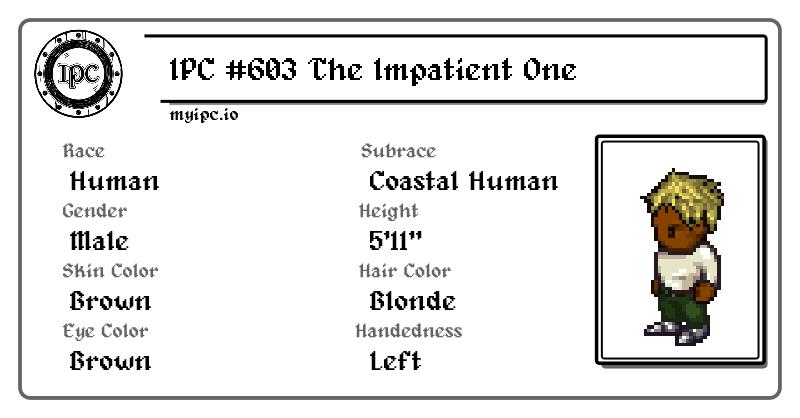 IPC
IPC #603 The Impatient One
myipc.io
Race
Human
Subrace
Coastal Human
Gender
Male
Height
5'11"
Skin Color
Brown
Hair Color
Blonde
Eye Color
Brown
Handedness
Left